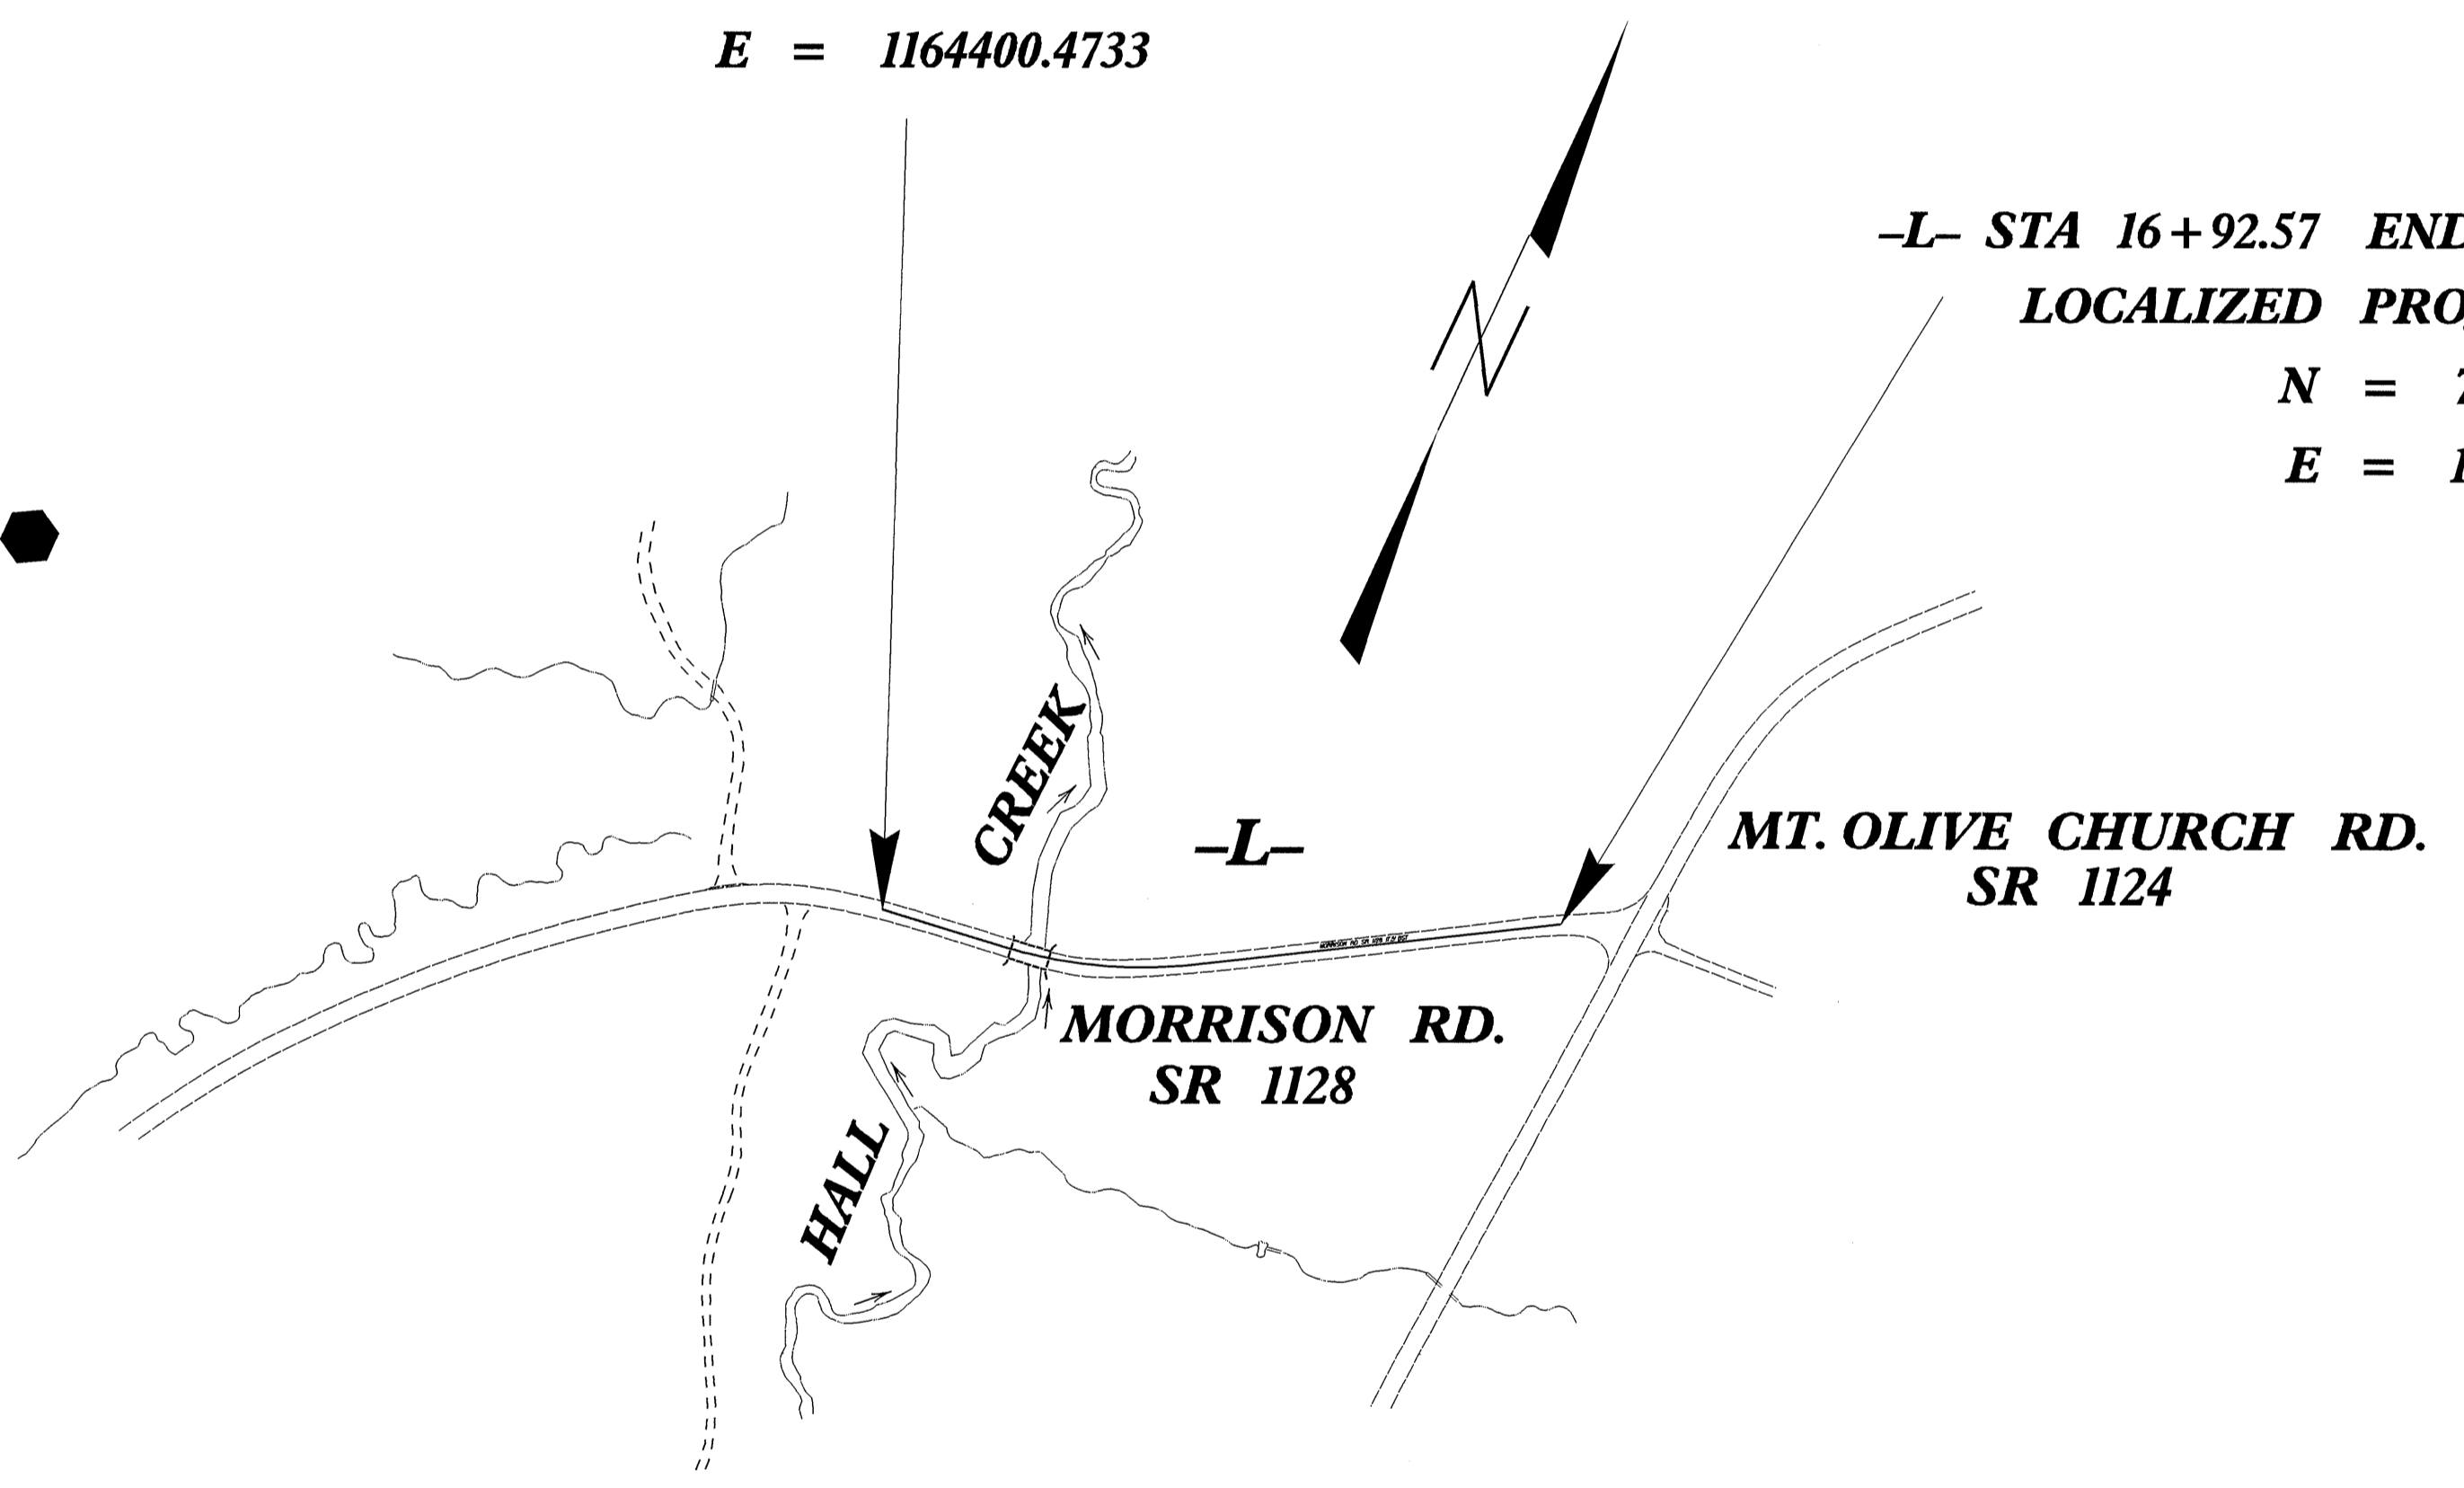 E = 1164400.4733
-L- STA 16+92.57 END
LOCALIZED PRO
N =
E =
N
CREEK
-L-
MT. OLIVE CHURCH RD.
SR 1124
MORRISON RD.
SR 1128
HALL